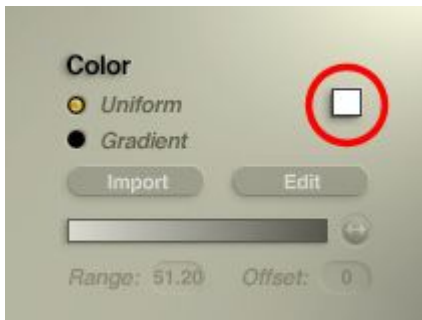 Color
Uniform
Gradient
Import Edit
Range: 51.20 Offset: 0